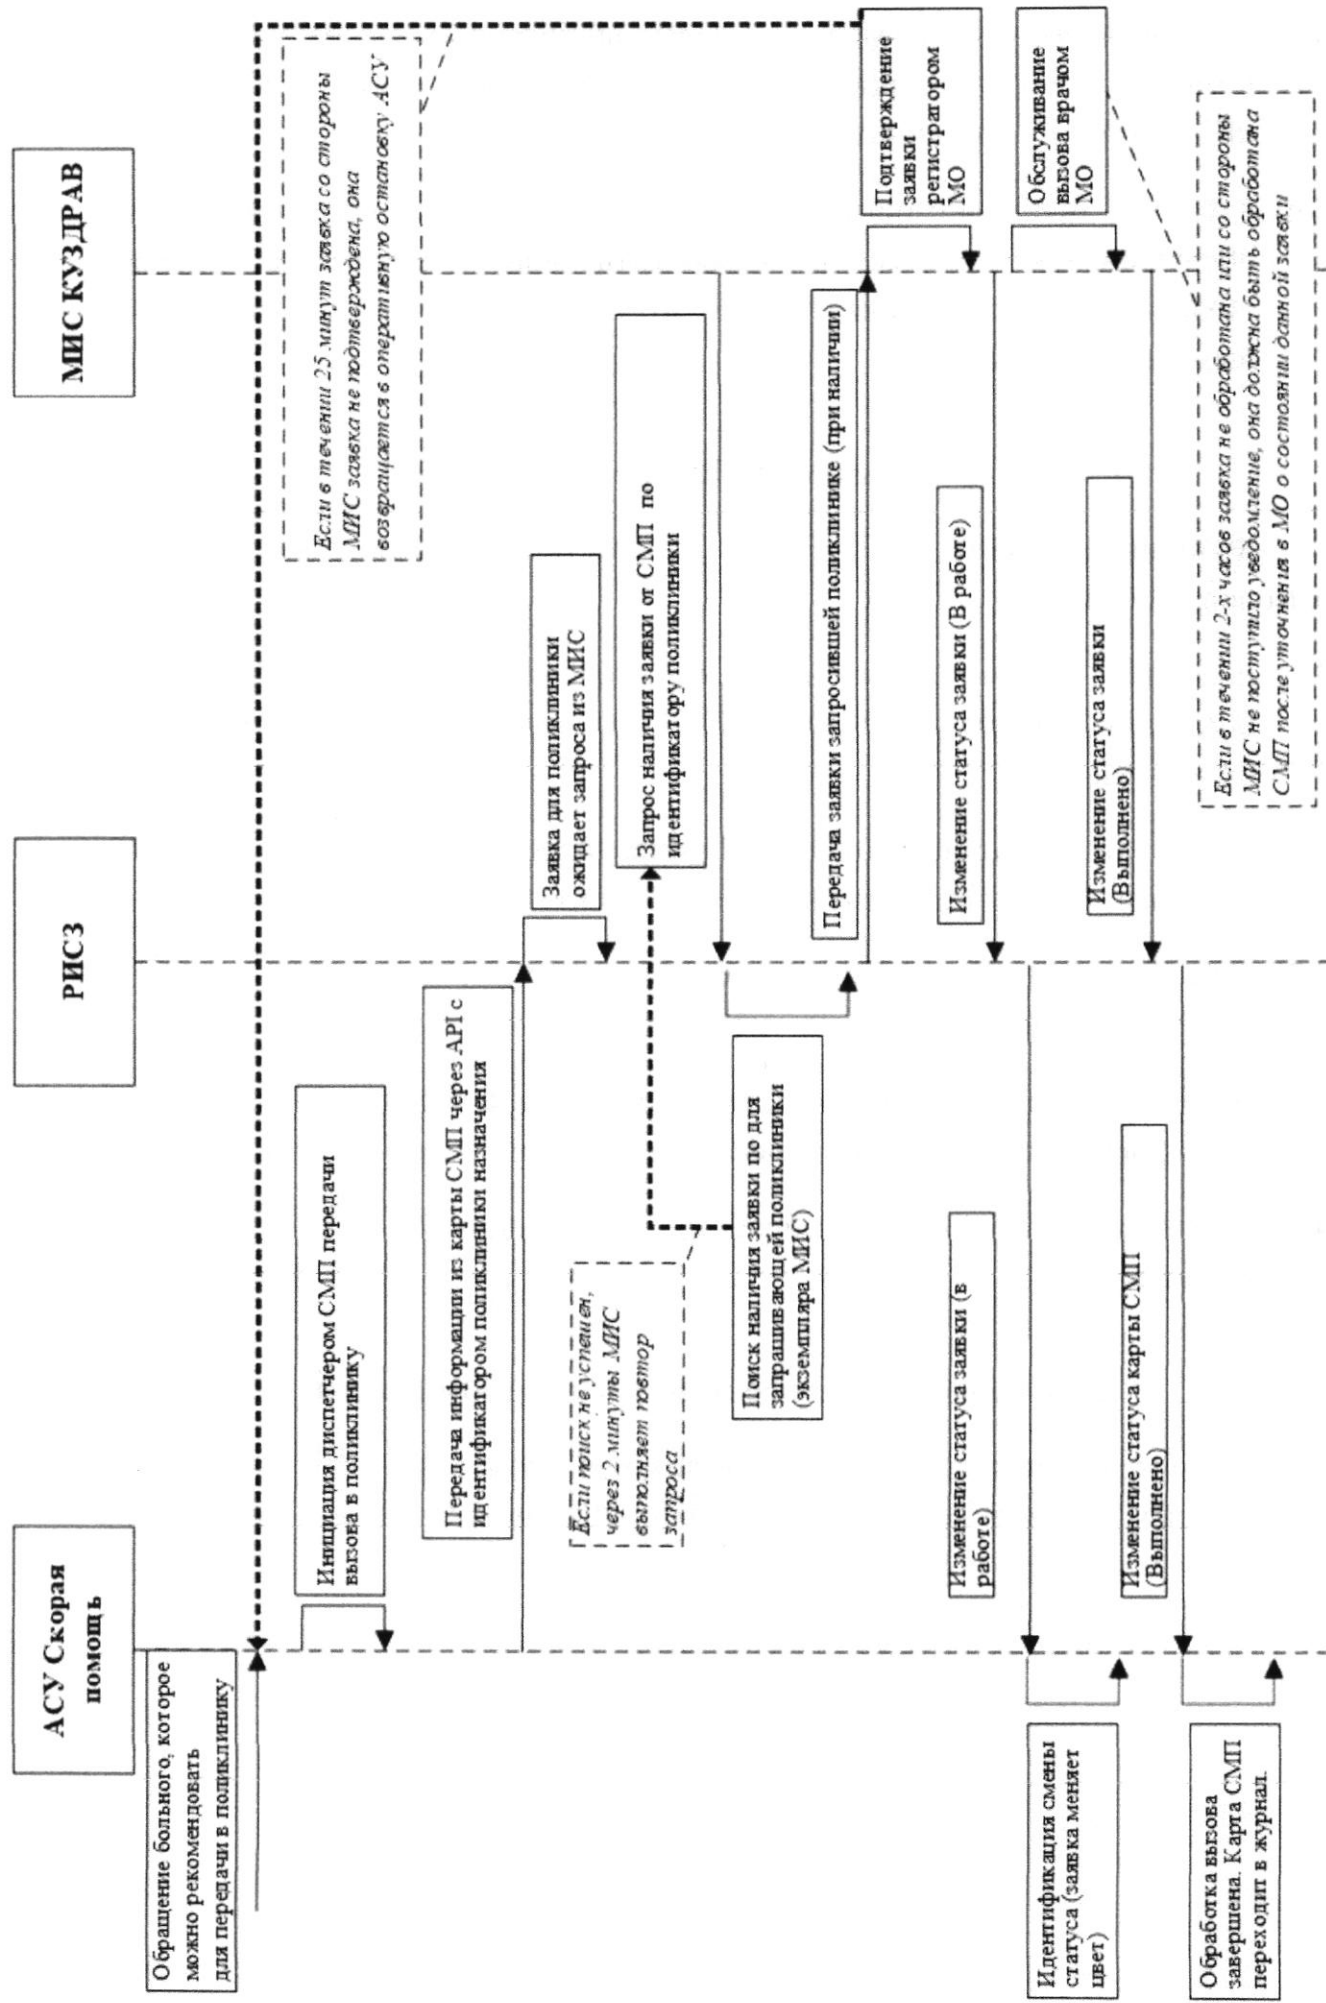 АСУ Скорая
помощь
РИСЗ
МИС КУЗДРАВ
Обращение больного, которое
можно рекомендовать
для передачи в поликлинику
Инициация диспетчером СМП передачи
вызова в поликлинику
Если в течении 25 минут заявка со стороны
МИС заявка не подтверждена, она
возвращается в оперативную остановку АСУ
Передача информации из карты СМП через API с
идентификатором поликлиники назначения
Заявка для поликлиники
ожидает запроса из МИС
Запрос наличия заявки от СМП по
идентификатору поликлиники
Если поиск не успешен,
через 2 минуты МИС
выполняет повтор
запроса
Поиск наличия заявки по для
запрашивающей поликлиники
(экземпляра МИС)
Передача заявки запросившей поликлинике (при наличии)
Подтверждение
заявки
регистратором
МО
Изменение статуса заявки (В работе)
Изменение статуса заявки (в
работе)
Обслуживание
вызова врачом
МО
Идентификация смены
статуса (заявка меняет
цвет)
Изменение статуса заявки
(Выполнено)
Изменение статуса карты СМП
(Выполнено)
Обработка вызова
завершена. Карта СМП
переходит в журнал.
Если в течении 2-х часов заявка не обработана или со стороны
МИС не поступило уведомление, она должна быть обработана
СМП после уточнения в МО о состоянии данной заявки